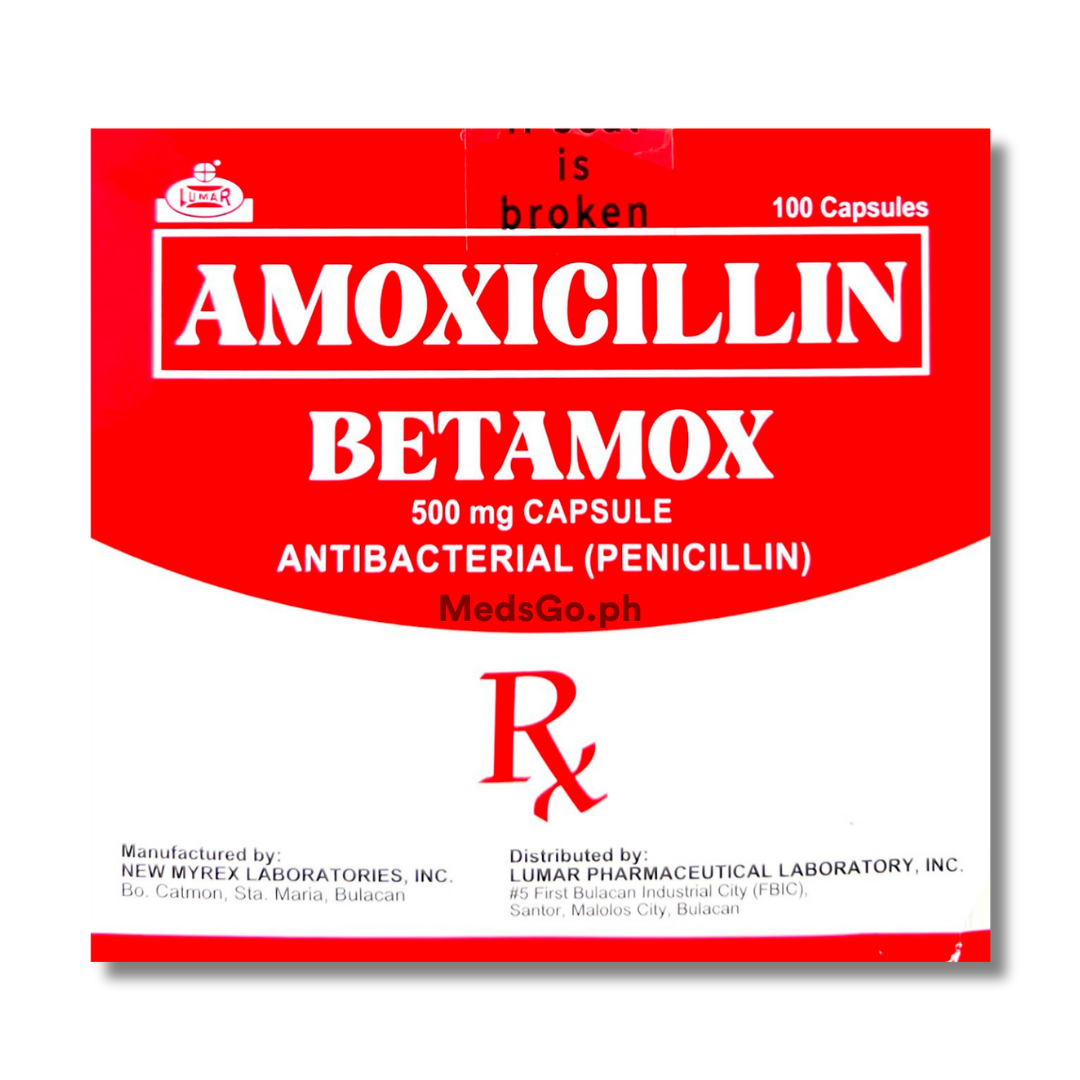 is
broken
LUMAR
100 Capsules
AMOXICILLIN
BETAMOX
500 mg CAPSULE
ANTIBACTERIAL (PENICILLIN)
MedsGo.ph
Rx
Manufactured by:
NEW MYREX LABORATORIES, INC.
Bo. Catmon, Sta. Maria, Bulacan
Distributed by:
LUMAR PHARMACEUTICAL LABORATORY, INC.
#5 First Bulacan Industrial City (FBIC),
Santor, Malolos City, Bulacan